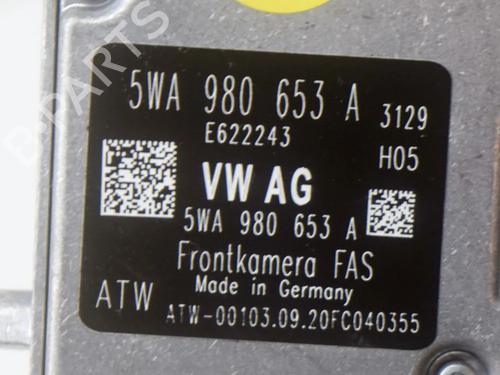 5WA 980 653 A 3129
E622243
H05
VW AG
5WA 980 653 A
Frontkamera FAS
Made in Germany
ATW
ATW-00103.09.20FC040355
B-PARTS